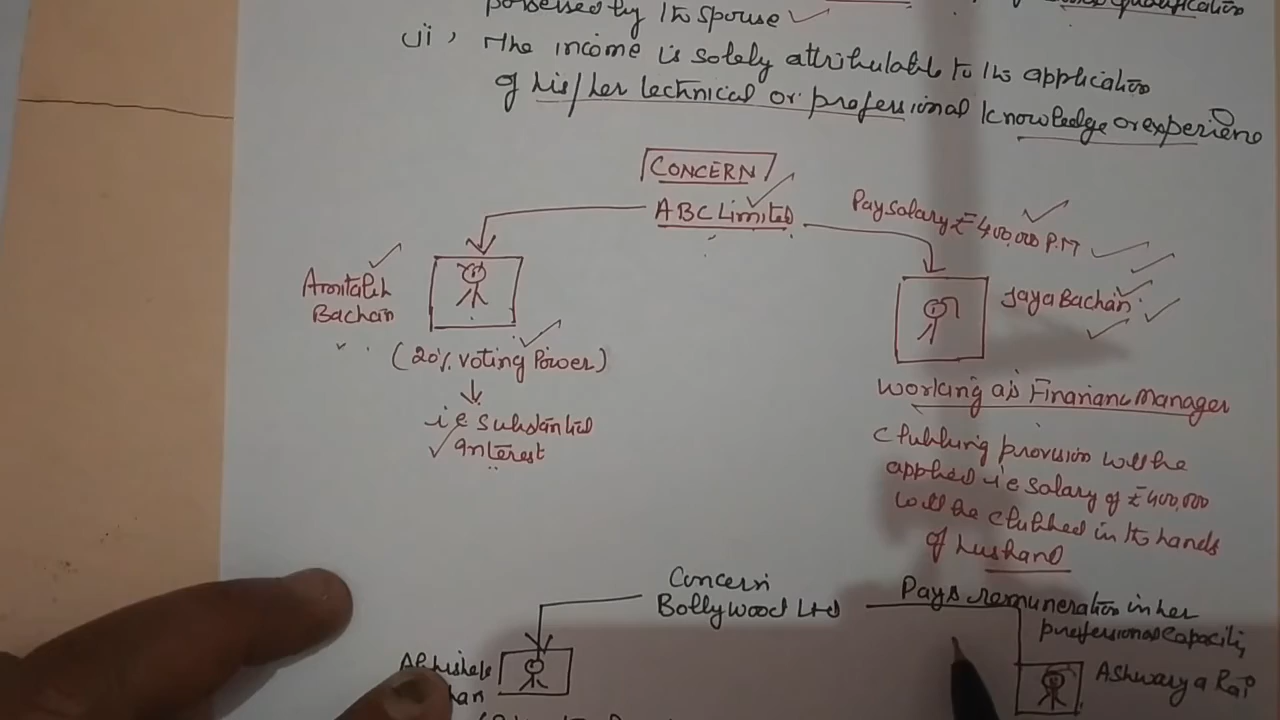 possessed by the spouse
qualification
ii, The income is solely attributable to the application
of his/her technical or professional knowledge or experience
CONCERN
ABC Limited
Pay salary ₹ 400,000 P.M
Amitabh
Bachan
Jaya Bachan
(20% voting Power)
i.e substantial
Interest
working as Finance Manager
Clubbing provision will be
applied i.e salary of ₹ 400,000
will be clubbed in the hands
of husband
Concern
Bollywood Ltd
Pays remuneration in her
professional capacity
Abhishek
Ashwarya Rai